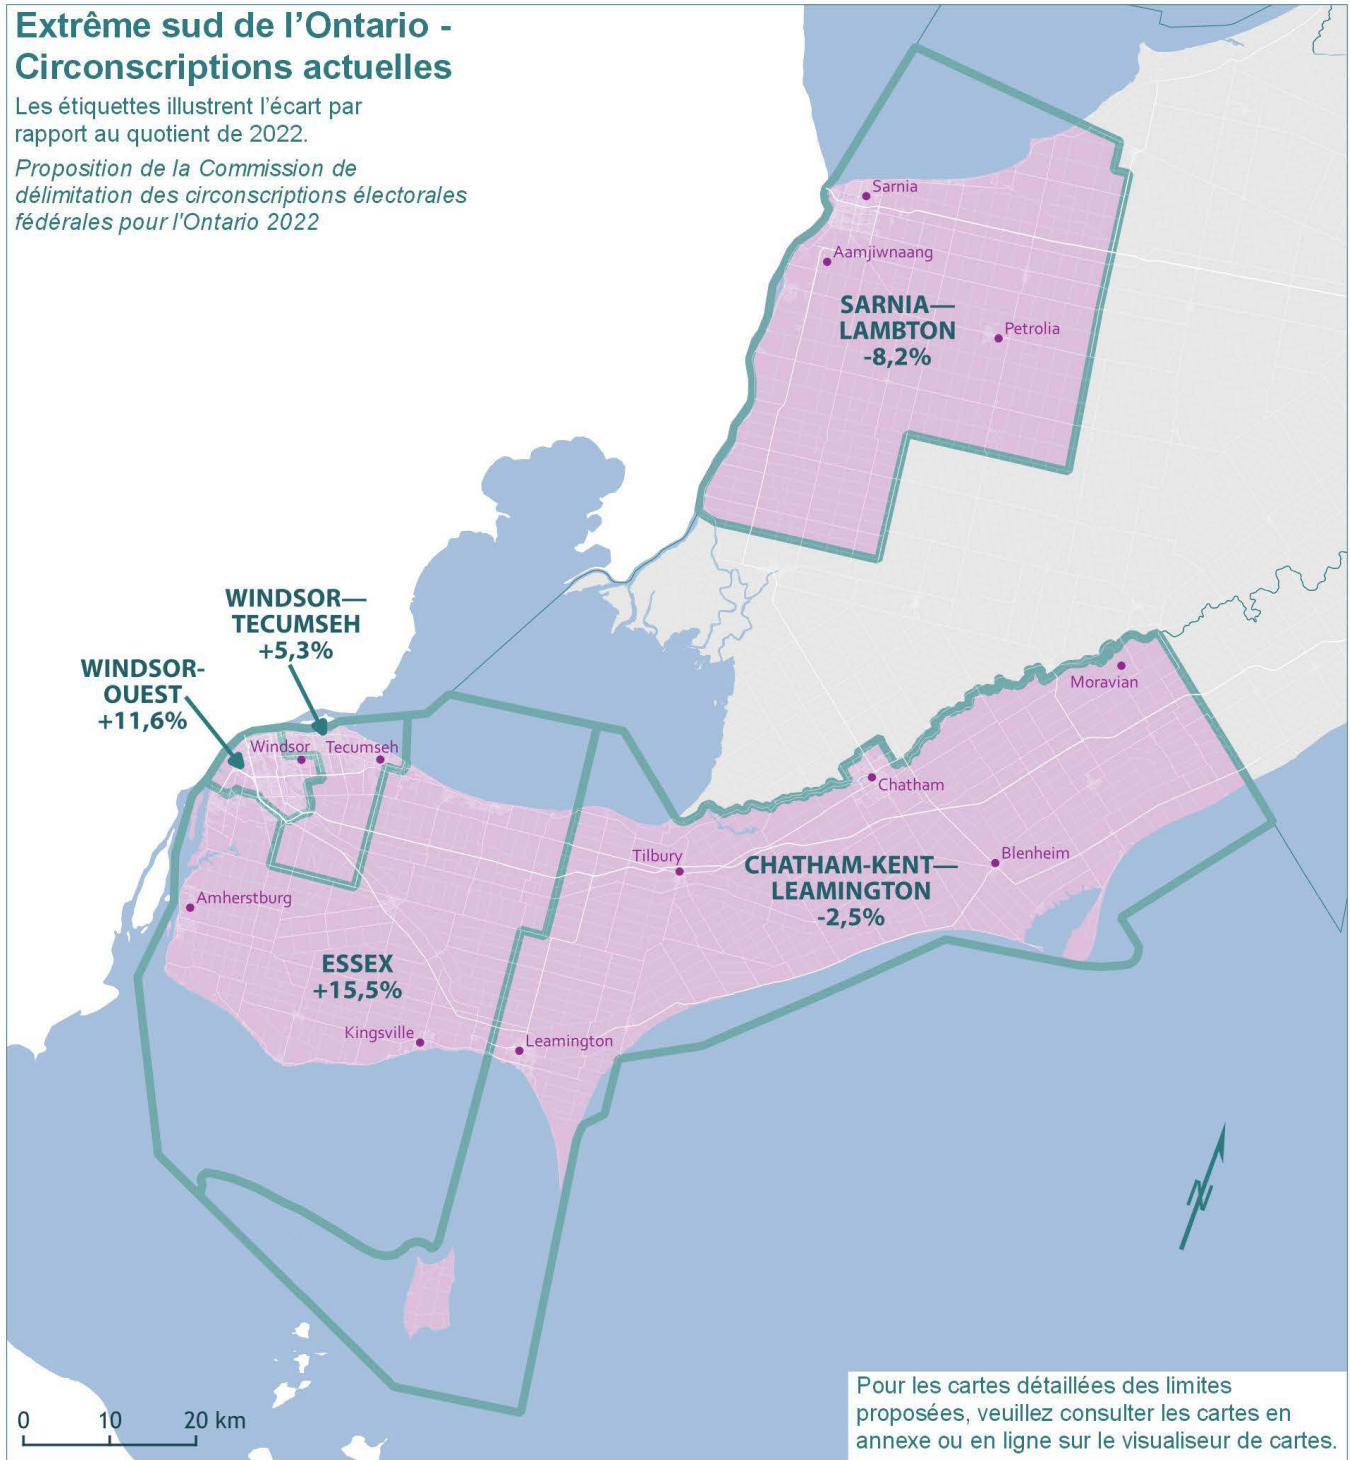 Extrême sud de l’Ontario -
Circonscriptions actuelles
Les étiquettes illustrent l’écart par
rapport au quotient de 2022.
Proposition de la Commission de
délimitation des circonscriptions électorales
fédérales pour l'Ontario 2022
Sarnia
Aamjiwnaang
SARNIA—
LAMBTON
-8,2%
Petrolia
WINDSOR—
TECUMSEH
+5,3%
WINDSOR-
OUEST
+11,6%
Windsor
Tecumseh
Moravian
Chatham
Tilbury
CHATHAM-KENT—
LEAMINGTON
-2,5%
Blenheim
Amherstburg
ESSEX
+15,5%
Kingsville
Leamington
N
0 10 20 km
Pour les cartes détaillées des limites
proposées, veuillez consulter les cartes en
annexe ou en ligne sur le visualiseur de cartes.